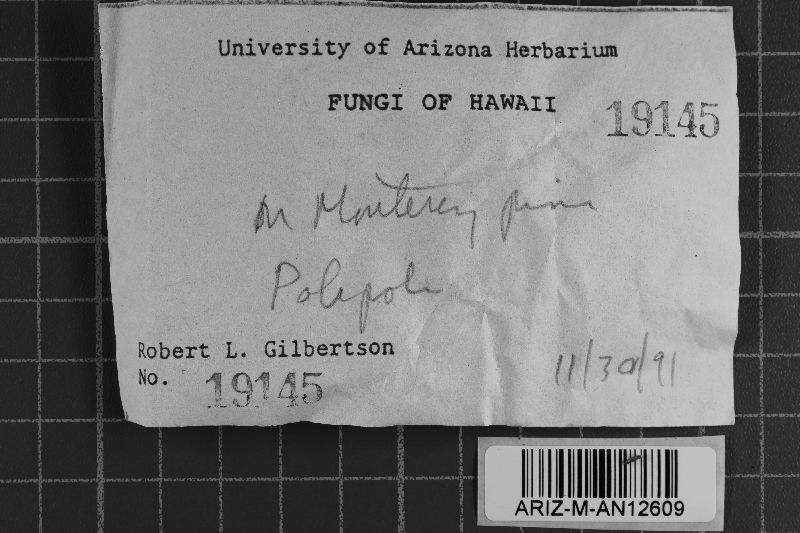 University of Arizona Herbarium
FUNGI OF HAWAII
19145
on Monterey pine
Polipoli
Robert L. Gilbertson
No. 19145
11/30/91
ARIZ-M-AN12609